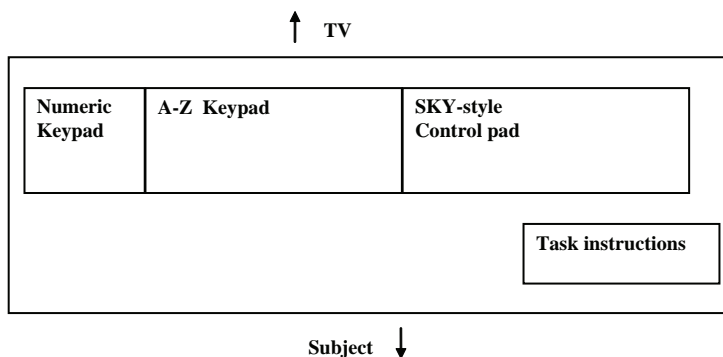 TV
Numeric
Keypad
A-Z Keypad
SKY-style
Control pad
Task instructions
Subject